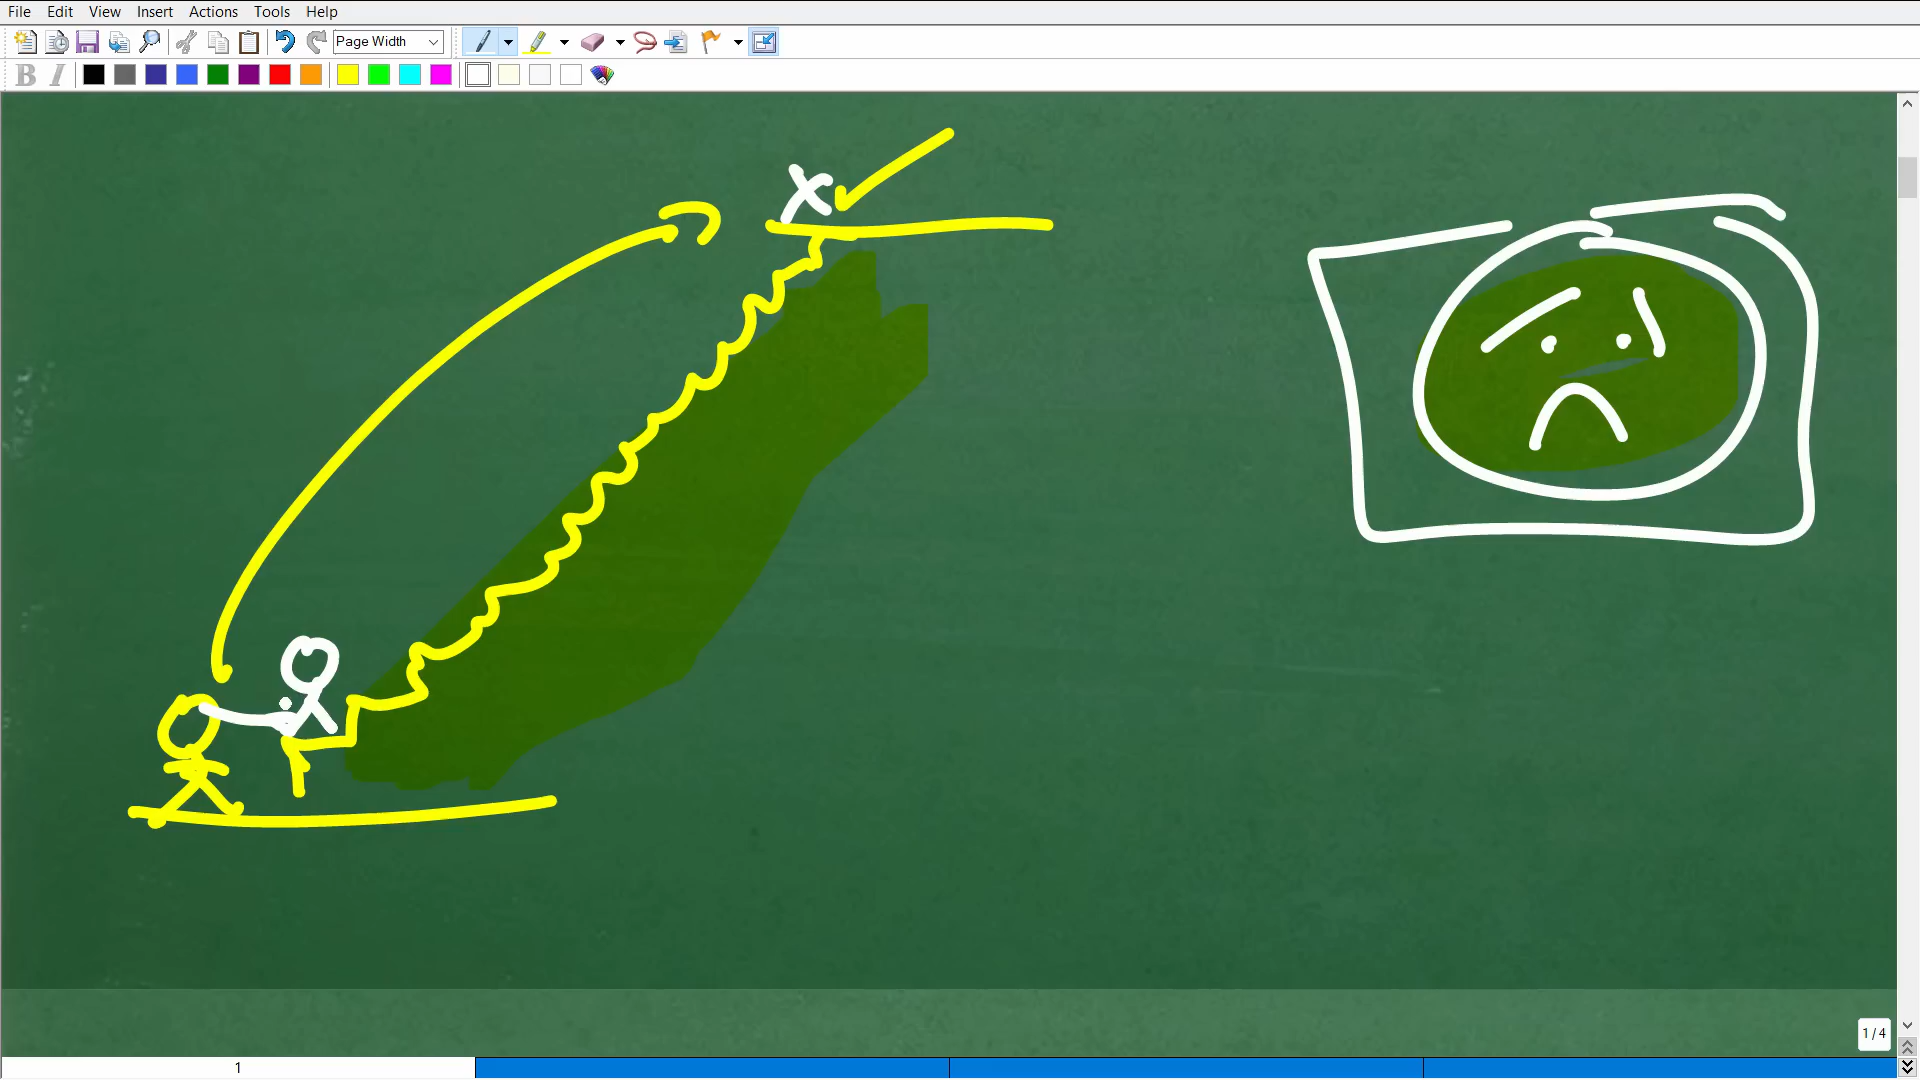 File Edit View Insert Actions Tools Help
Page Width
B I
x
1 / 4
1